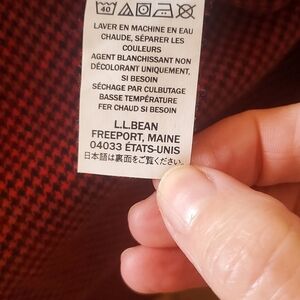 40
LAVER EN MACHINE EN EAU
CHAUDE, SÉPARER LES
COULEURS
AGENT BLANCHISSANT NON
DÉCOLORANT UNIQUEMENT,
SI BESOIN
SÉCHAGE PAR CULBUTAGE
BASSE TEMPÉRATURE
FER CHAUD SI BESOIN
L.L.BEAN
FREEPORT, MAINE
04033 ÉTATS-UNIS
日本語は裏面をご覧ください。